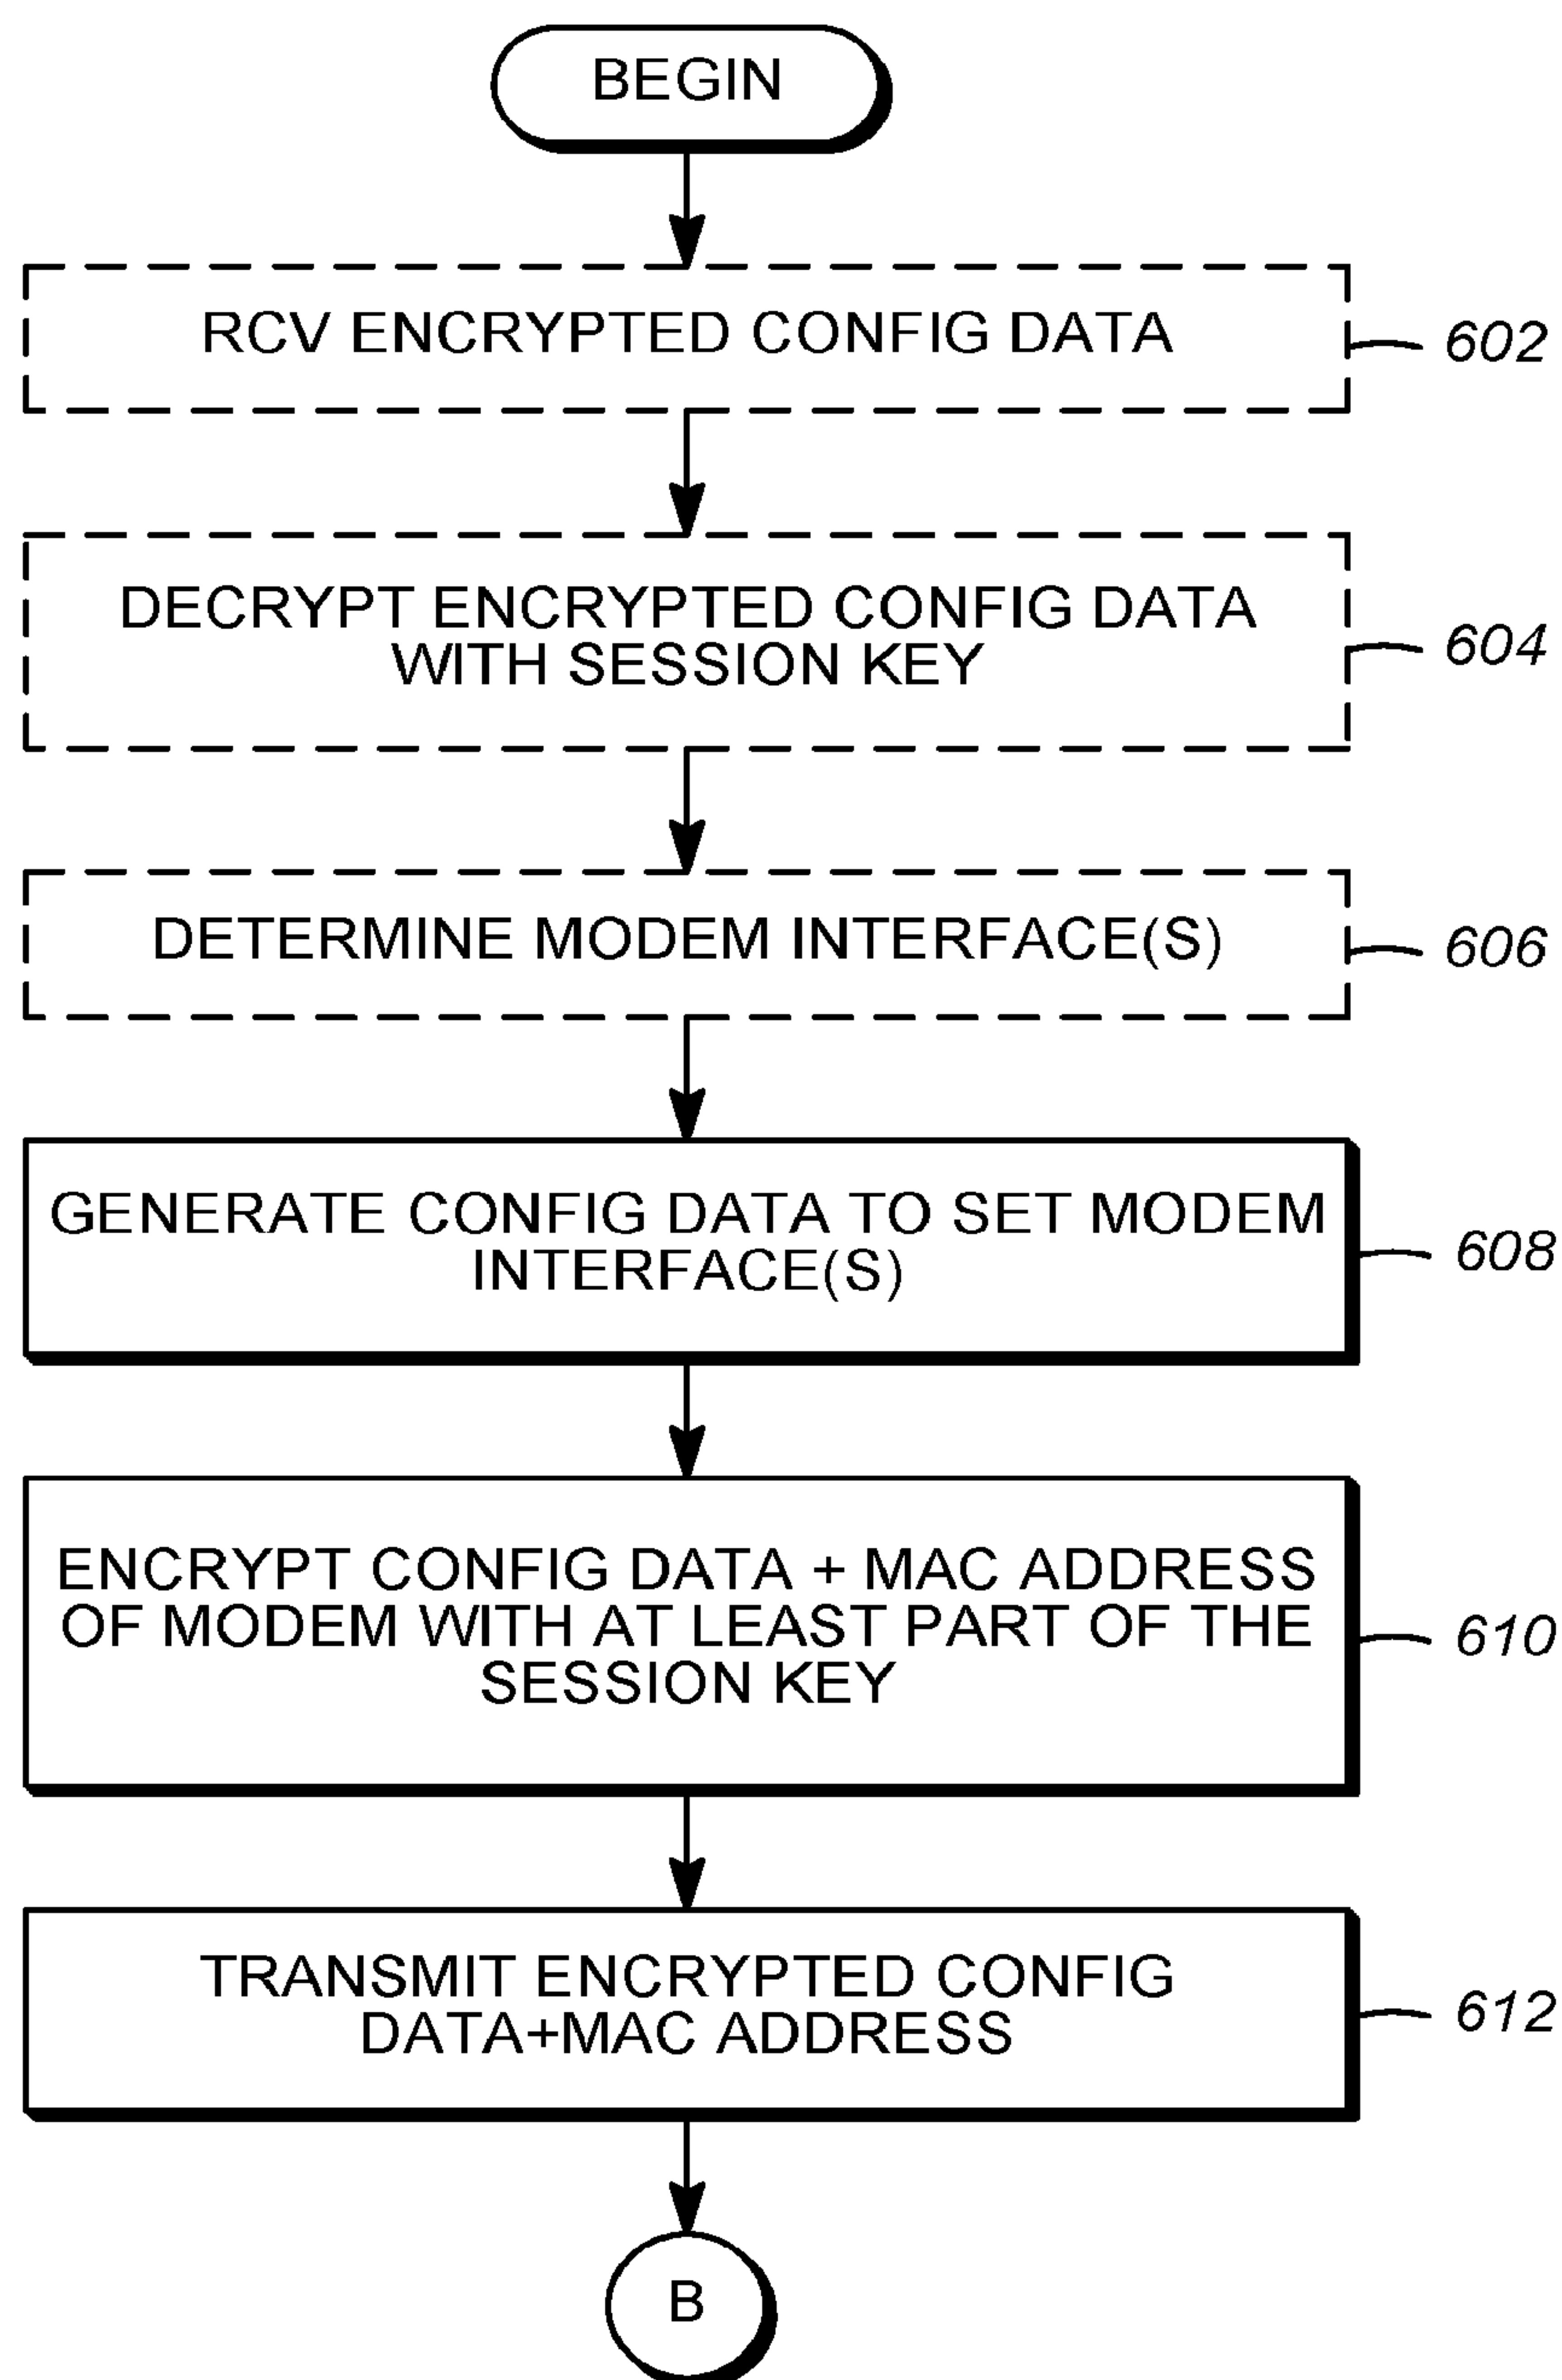 BEGIN
RCV ENCRYPTED CONFIG DATA
602
DECRYPT ENCRYPTED CONFIG DATA
WITH SESSION KEY
604
DETERMINE MODEM INTERFACE(S)
606
GENERATE CONFIG DATA TO SET MODEM
INTERFACE(S)
608
ENCRYPT CONFIG DATA + MAC ADDRESS
OF MODEM WITH AT LEAST PART OF THE
SESSION KEY
610
TRANSMIT ENCRYPTED CONFIG
DATA+MAC ADDRESS
612
B